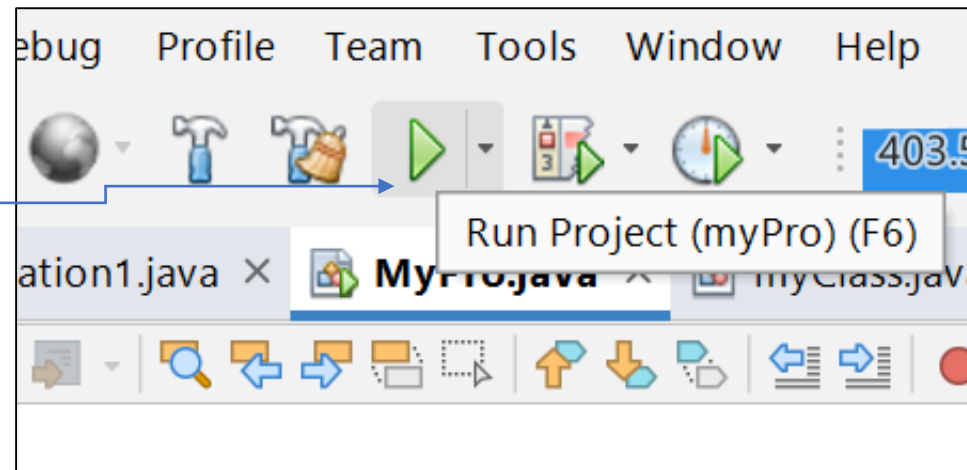 ebug Profile Team Tools Window Help
403.5
Run Project (myPro) (F6)
ation1.java MyPro.java myClass.java